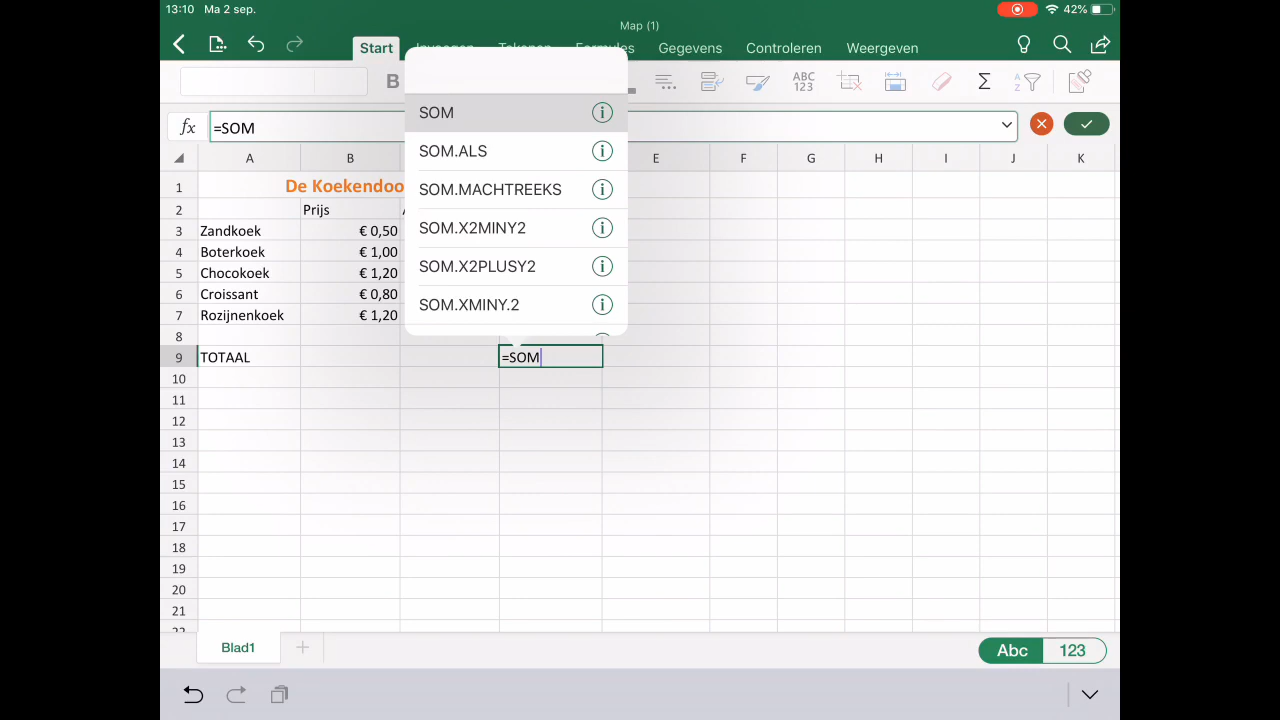 13:10 Ma 2 sep.
42%
Map (1)
Start Invoegen Tekenen Formules Gegevens Controleren Weergeven
B
ABC
123
Σ
A
Z
fx =SOM
SOM
SOM.ALS
SOM.MACHTREEKS
SOM.X2MINY2
SOM.X2PLUSY2
SOM.XMINY.2
A B E F G H I J K
1 De Koekendoo
2 Prijs
3 Zandkoek € 0,50
4 Boterkoek € 1,00
5 Chocokoek € 1,20
6 Croissant € 0,80
7 Rozijnenkoek € 1,20
8
9 TOTAAL =SOM
10
11
12
13
14
15
16
17
18
19
20
21
22
Blad1
Abc 123